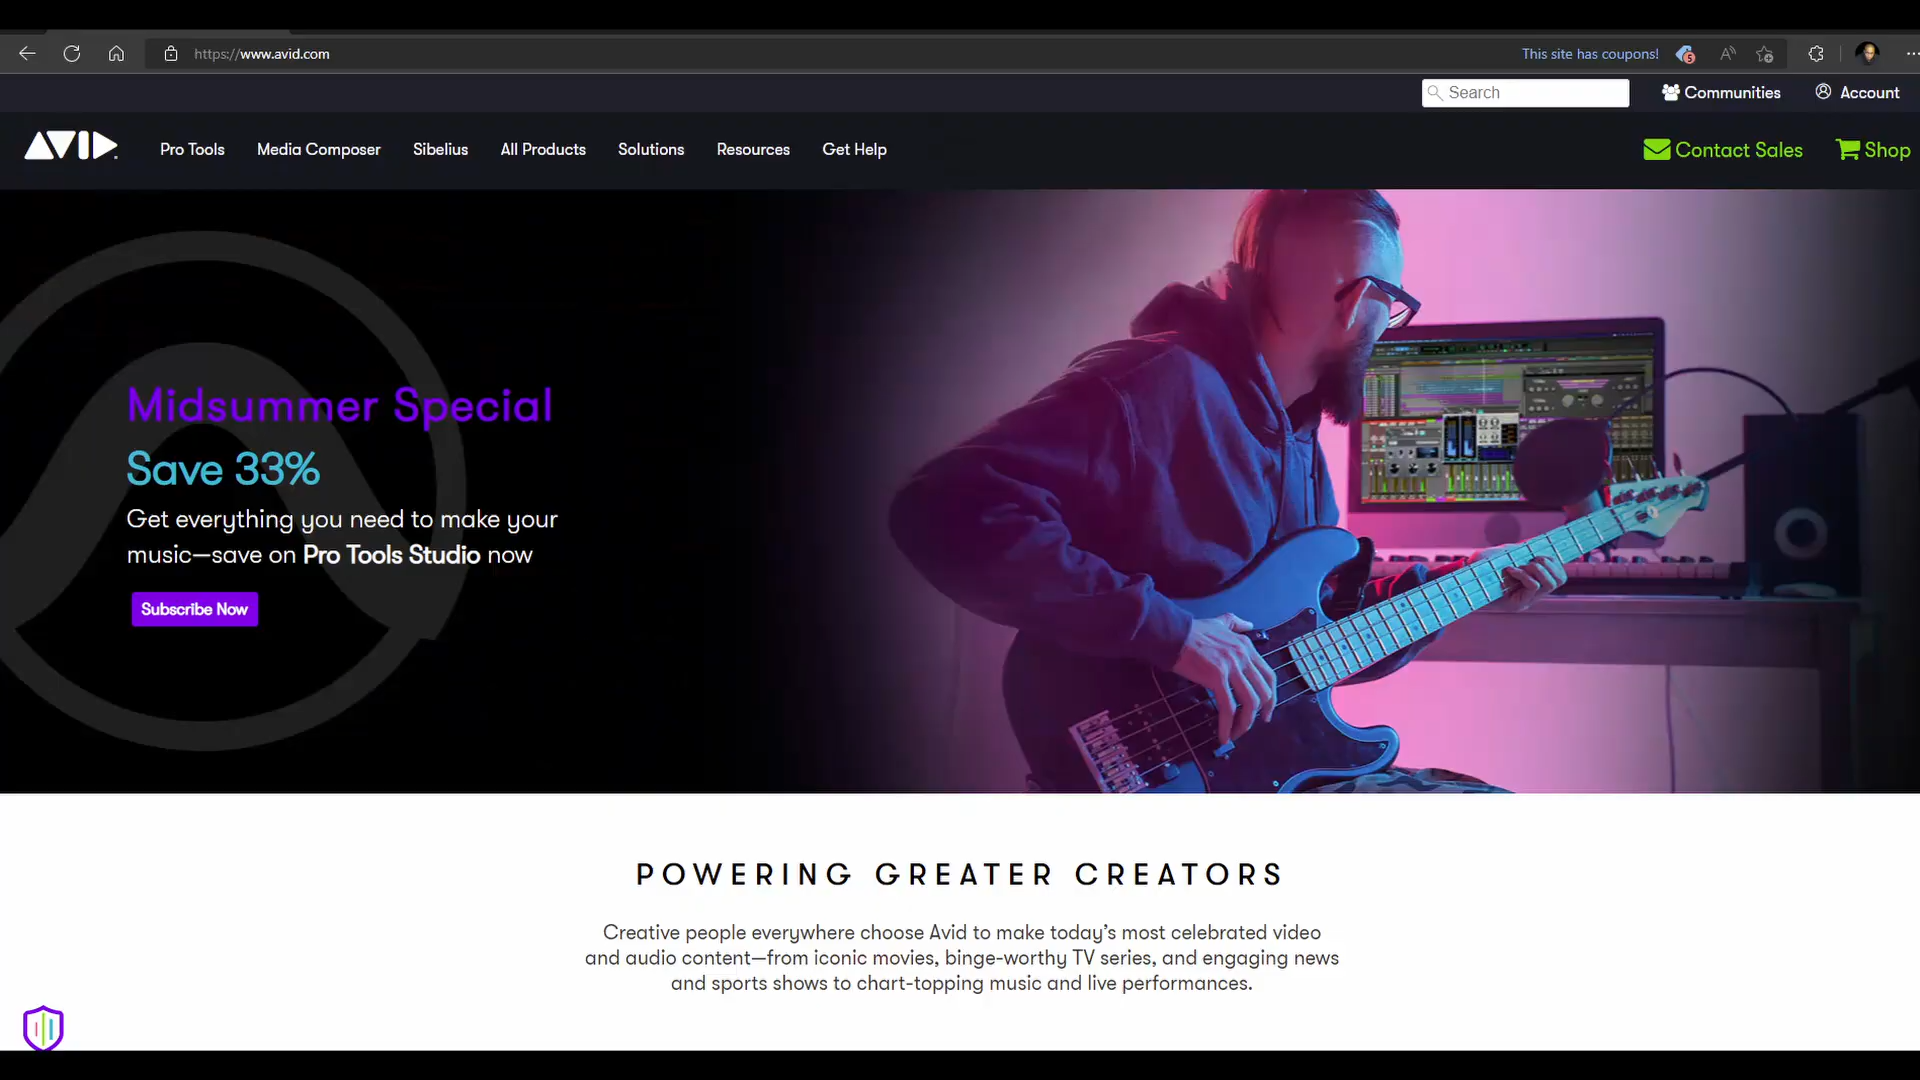 https://www.avid.com
This site has coupons!
5
Search
Communities
Account
AVID
Pro Tools
Media Composer
Sibelius
All Products
Solutions
Resources
Get Help
Contact Sales
Shop
Midsummer Special
Save 33%
Get everything you need to make your
music—save on Pro Tools Studio now
Subscribe Now
POWERING GREATER CREATORS
Creative people everywhere choose Avid to make today’s most celebrated video
and audio content—from iconic movies, binge-worthy TV series, and engaging news
and sports shows to chart-topping music and live performances.